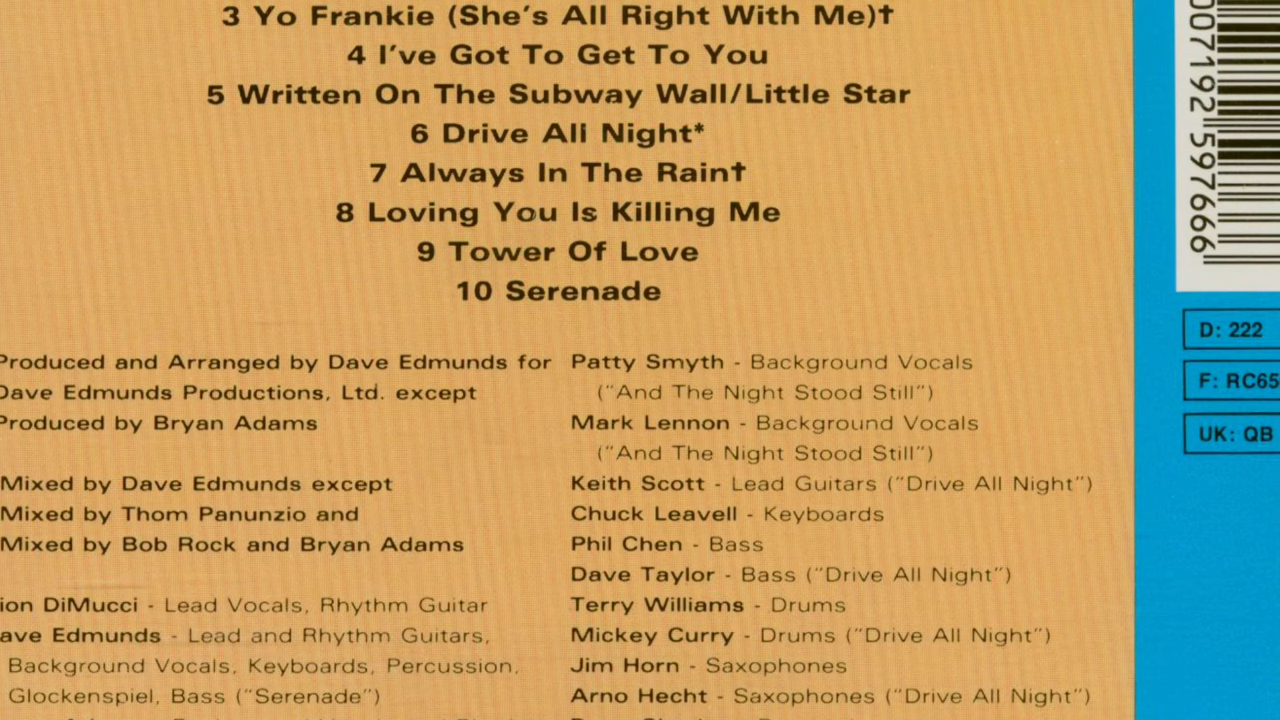 3 Yo Frankie (She's All Right With Me)†
4 I've Got To Get To You
5 Written On The Subway Wall/Little Star
6 Drive All Night*
7 Always In The Rain†
8 Loving You Is Killing Me
9 Tower Of Love
10 Serenade
Produced and Arranged by Dave Edmunds for
Dave Edmunds Productions, Ltd. except
Produced by Bryan Adams
Mixed by Dave Edmunds except
Mixed by Thom Panunzio and
Mixed by Bob Rock and Bryan Adams
ion DiMucci - Lead Vocals, Rhythm Guitar
ave Edmunds - Lead and Rhythm Guitars,
Background Vocals, Keyboards, Percussion,
Glockenspiel, Bass ("Serenade")
Patty Smyth - Background Vocals
("And The Night Stood Still")
Mark Lennon - Background Vocals
("And The Night Stood Still")
Keith Scott - Lead Guitars ("Drive All Night")
Chuck Leavell - Keyboards
Phil Chen - Bass
Dave Taylor - Bass ("Drive All Night")
Terry Williams - Drums
Mickey Curry - Drums ("Drive All Night")
Jim Horn - Saxophones
Arno Hecht - Saxophones ("Drive All Night")
007192 597666
D: 222
F: RC65
UK: QB